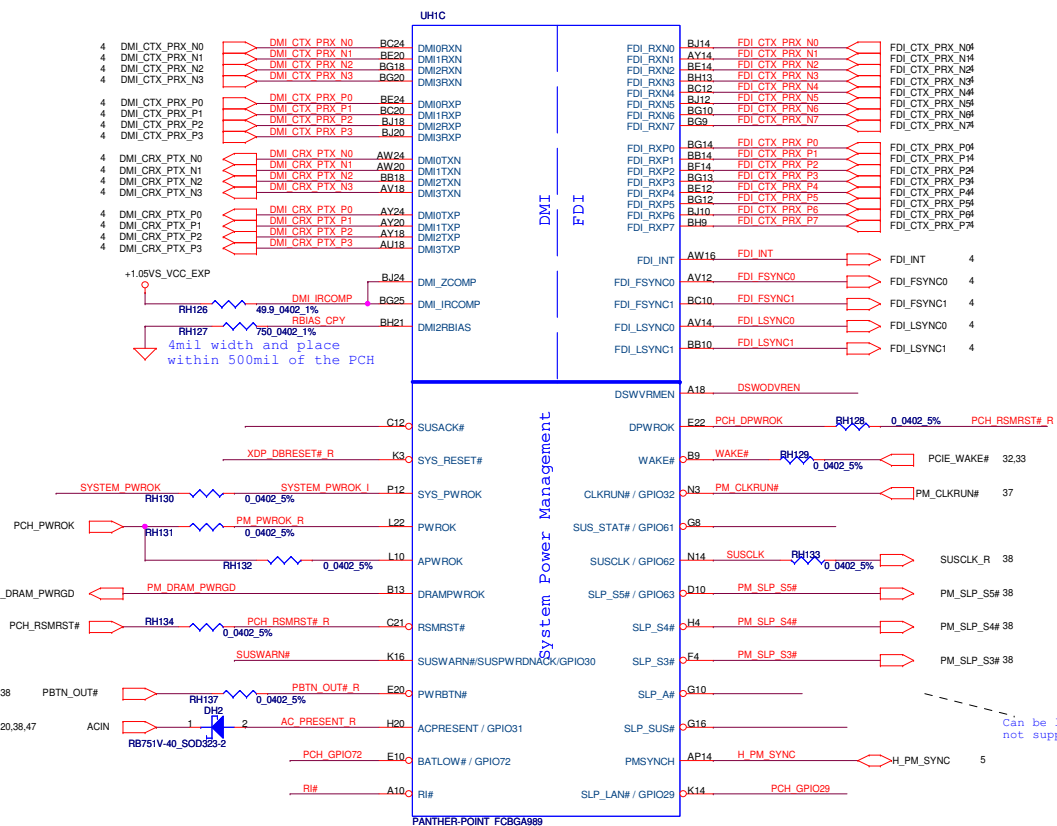 UH1C
4 DMI_CTX_PRX_N0 DMI_CTX_PRX_N0 BC24 DMI0RXN FDI_RXN0 BJ14 FDI_CTX_PRX_N0 FDI_CTX_PRX_N0 4
4 DMI_CTX_PRX_N1 DMI_CTX_PRX_N1 BE20 DMI1RXN FDI_RXN1 AY14 FDI_CTX_PRX_N1 FDI_CTX_PRX_N1 4
4 DMI_CTX_PRX_N2 DMI_CTX_PRX_N2 BG18 DMI2RXN FDI_RXN2 BE14 FDI_CTX_PRX_N2 FDI_CTX_PRX_N2 4
4 DMI_CTX_PRX_N3 DMI_CTX_PRX_N3 BG20 DMI3RXN FDI_RXN3 BH13 FDI_CTX_PRX_N3 FDI_CTX_PRX_N3 4
FDI_RXN4 BC12 FDI_CTX_PRX_N4 FDI_CTX_PRX_N4 4
4 DMI_CTX_PRX_P0 DMI_CTX_PRX_P0 BE24 DMI0RXP FDI_RXN5 BJ12 FDI_CTX_PRX_N5 FDI_CTX_PRX_N5 4
4 DMI_CTX_PRX_P1 DMI_CTX_PRX_P1 BC20 DMI1RXP FDI_RXN6 BG10 FDI_CTX_PRX_N6 FDI_CTX_PRX_N6 4
4 DMI_CTX_PRX_P2 DMI_CTX_PRX_P2 BJ18 DMI2RXP FDI_RXN7 BG9 FDI_CTX_PRX_N7 FDI_CTX_PRX_N7 4
4 DMI_CTX_PRX_P3 DMI_CTX_PRX_P3 BJ20 DMI3RXP
FDI_RXP0 BG14 FDI_CTX_PRX_P0 FDI_CTX_PRX_P0 4
4 DMI_CRX_PTX_N0 DMI_CRX_PTX_N0 AW24 DMI0TXN FDI_RXP1 BB14 FDI_CTX_PRX_P1 FDI_CTX_PRX_P1 4
4 DMI_CRX_PTX_N1 DMI_CRX_PTX_N1 AW20 DMI1TXN FDI_RXP2 BF14 FDI_CTX_PRX_P2 FDI_CTX_PRX_P2 4
4 DMI_CRX_PTX_N2 DMI_CRX_PTX_N2 BB18 DMI2TXN FDI_RXP3 BG13 FDI_CTX_PRX_P3 FDI_CTX_PRX_P3 4
4 DMI_CRX_PTX_N3 DMI_CRX_PTX_N3 AV18 DMI3TXN FDI_RXP4 BE12 FDI_CTX_PRX_P4 FDI_CTX_PRX_P4 4
FDI_RXP5 BG12 FDI_CTX_PRX_P5 FDI_CTX_PRX_P5 4
4 DMI_CRX_PTX_P0 DMI_CRX_PTX_P0 AY24 DMI0TXP FDI_RXP6 BJ10 FDI_CTX_PRX_P6 FDI_CTX_PRX_P6 4
4 DMI_CRX_PTX_P1 DMI_CRX_PTX_P1 AY20 DMI1TXP FDI_RXP7 BH9 FDI_CTX_PRX_P7 FDI_CTX_PRX_P7 4
4 DMI_CRX_PTX_P2 DMI_CRX_PTX_P2 AY18 DMI2TXP
4 DMI_CRX_PTX_P3 DMI_CRX_PTX_P3 AU18 DMI3TXP
DMI FDI
FDI_INT AW16 FDI_INT FDI_INT 4
+1.05VS_VCC_EXP
BJ24 DMI_ZCOMP FDI_FSYNC0 AV12 FDI_FSYNC0 FDI_FSYNC0 4
RH126 49.9_0402_1% DMI_IRCOMP BG25 DMI_IRCOMP FDI_FSYNC1 BC10 FDI_FSYNC1 FDI_FSYNC1 4
RH127 750_0402_1% RBIAS_CPY BH21 DMI2RBIAS FDI_LSYNC0 AV14 FDI_LSYNC0 FDI_LSYNC0 4
4mil width and place
within 500mil of the PCH
FDI_LSYNC1 BB10 FDI_LSYNC1 FDI_LSYNC1 4
System Power Management
DSWVRMEN A18 DSWODVREN
C12 SUSACK# DPWROK E22 PCH_DPWROK RH128 0_0402_5% PCH_RSMRST#_R
XDP_DBRESET#_R K3 SYS_RESET# WAKE# B9 WAKE# RH129 0_0402_5% PCIE_WAKE# 32,33
SYSTEM_PWROK RH130 0_0402_5% SYSTEM_PWROK_I P12 SYS_PWROK CLKRUN# / GPIO32 N3 PM_CLKRUN# PM_CLKRUN# 37
PCH_PWROK RH131 0_0402_5% PM_PWROK_R L22 PWROK SUS_STAT# / GPIO61 G8
RH132 0_0402_5% L10 APWROK SUSCLK / GPIO62 N14 SUSCLK RH133 0_0402_5% SUSCLK_R 38
_DRAM_PWRGD PM_DRAM_PWRGD B13 DRAMPWROK SLP_S5# / GPIO63 D10 PM_SLP_S5# PM_SLP_S5# 38
PCH_RSMRST# RH134 0_0402_5% PCH_RSMRST#_R C21 RSMRST# SLP_S4# H4 PM_SLP_S4# PM_SLP_S4# 38
SUSWARN# K16 SUSWARN#/SUSPWRDNACK/GPIO30 SLP_S3# F4 PM_SLP_S3# PM_SLP_S3# 38
38 PBTN_OUT# RH137 0_0402_5% PBTN_OUT#_R E20 PWRBTN# SLP_A# G10
20,38,47 ACIN 1 DH2 2 RB751V-40_SOD323-2 AC_PRESENT_R H20 ACPRESENT / GPIO31 SLP_SUS# G16
Can be
not supp
PCH_GPIO72 E10 BATLOW# / GPIO72 PMSYNCH AP14 H_PM_SYNC H_PM_SYNC 5
RI# A10 RI# SLP_LAN# / GPIO29 K14 PCH_GPIO29
PANTHER-POINT_FCBGA989